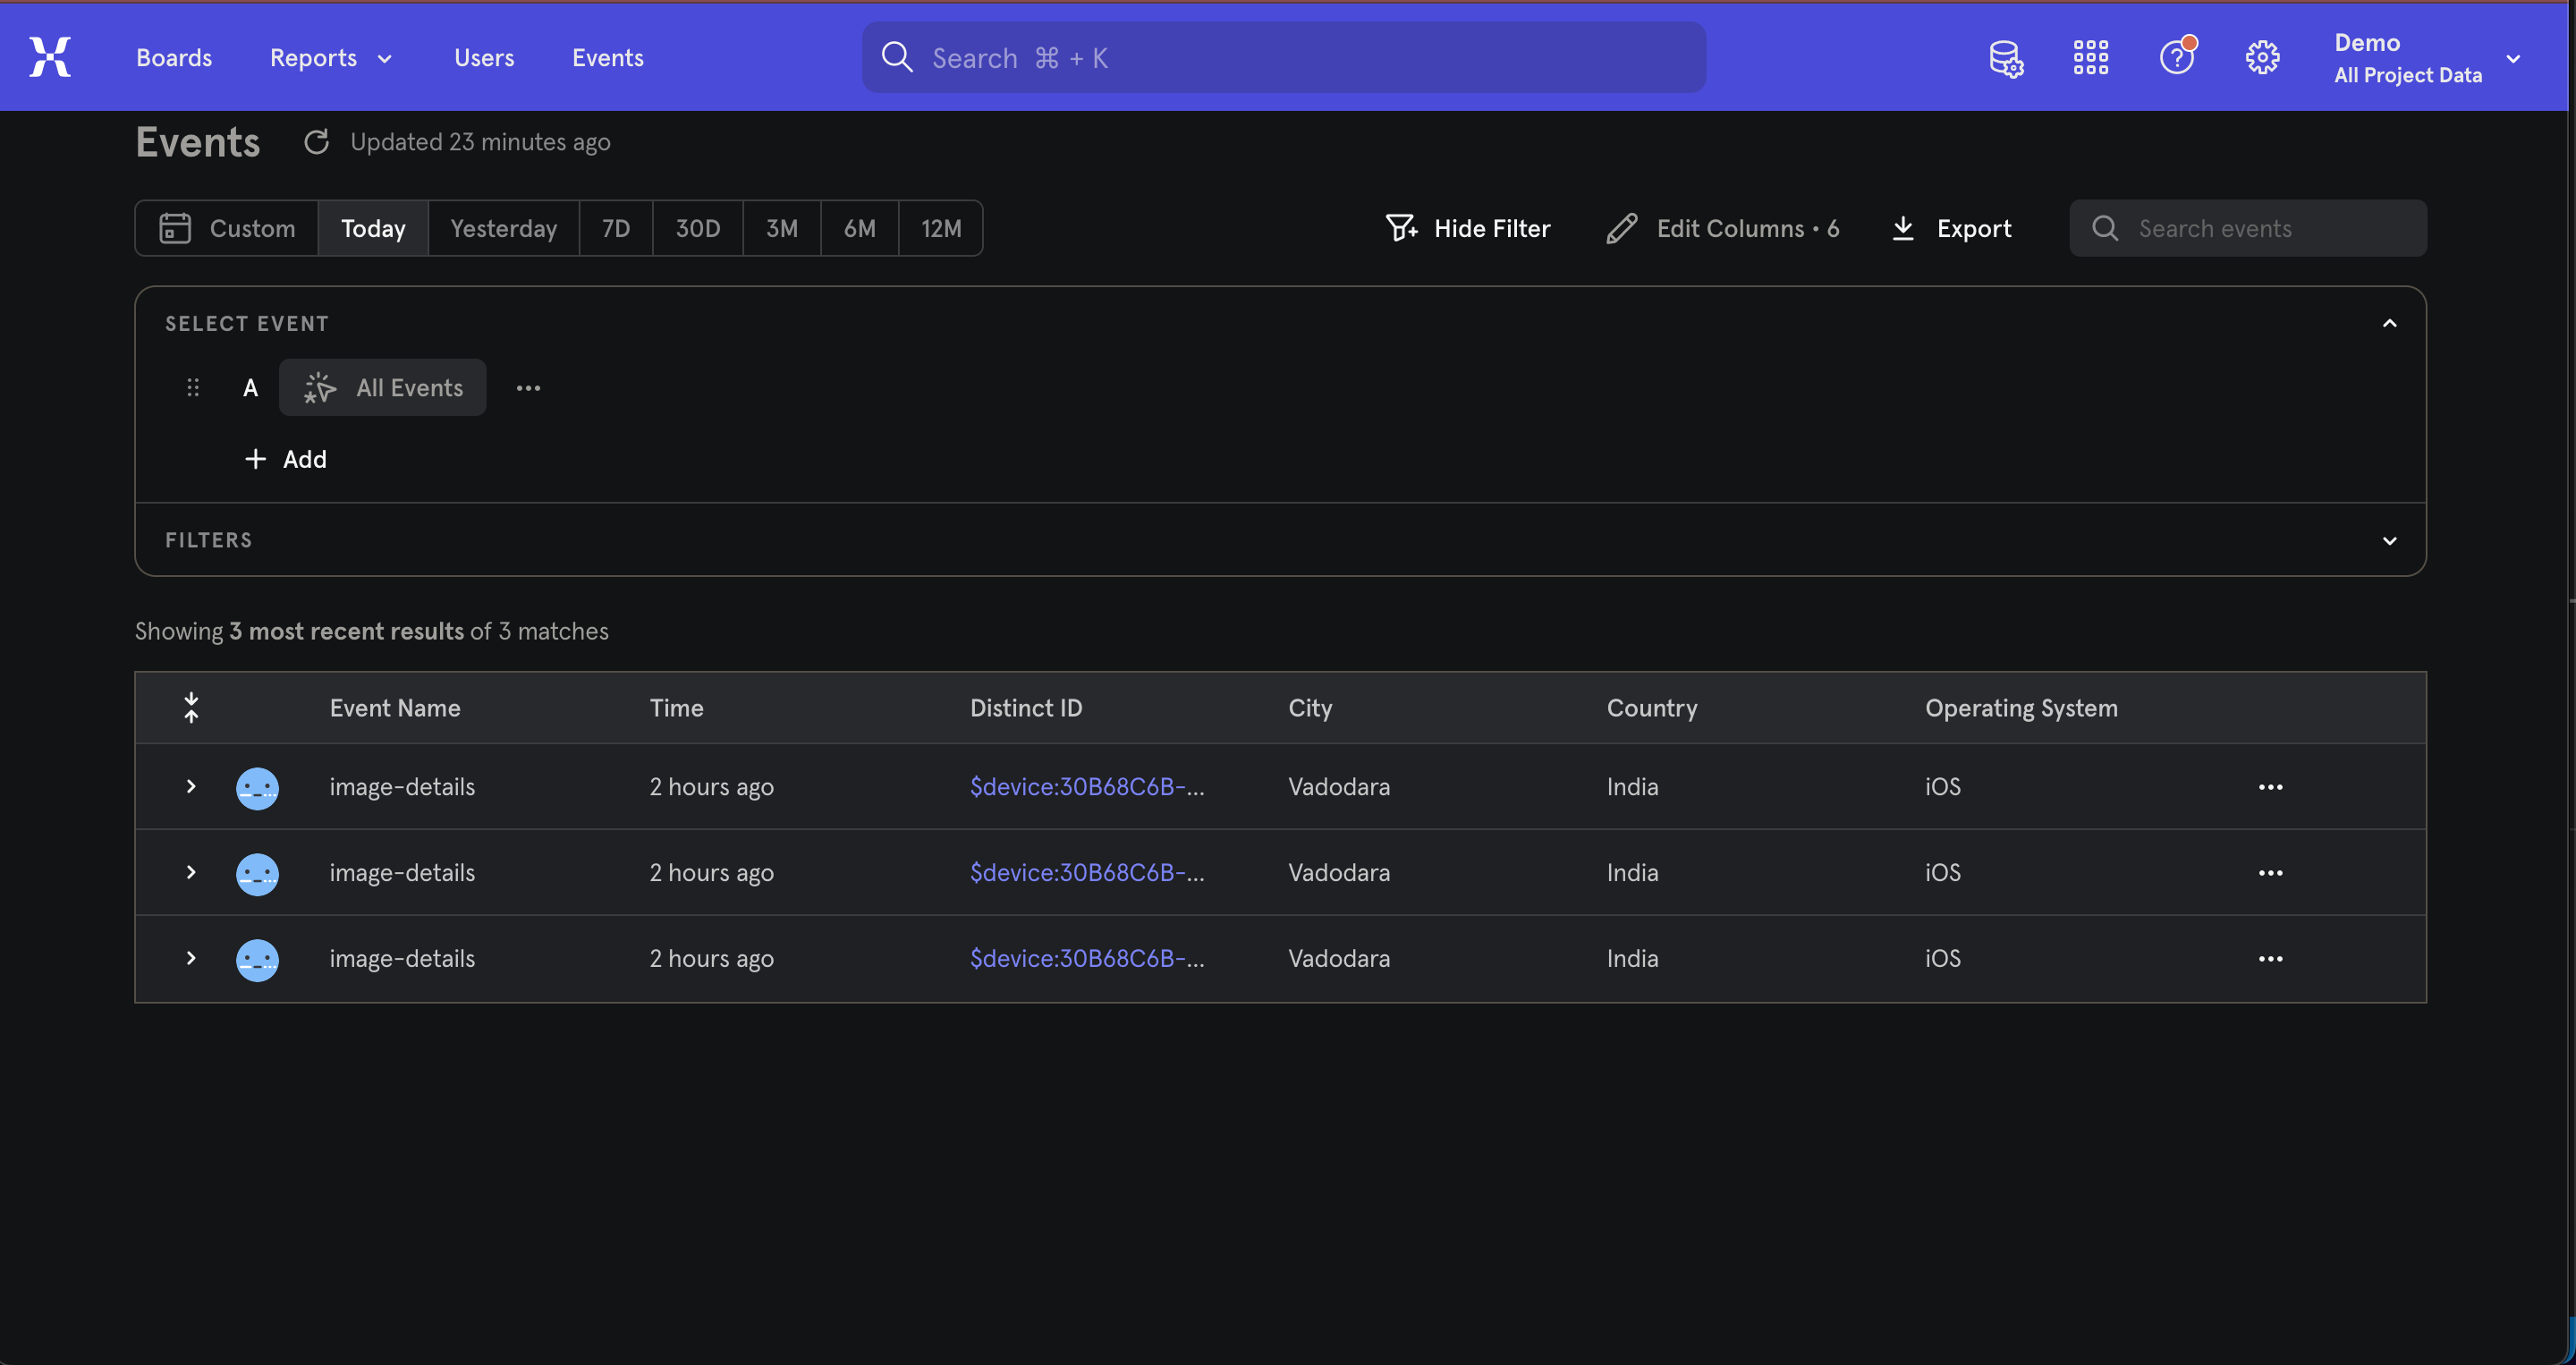 Boards Reports Users Events Search ⌘ + K Demo
All Project Data
Events Updated 23 minutes ago
Custom Today Yesterday 7D 30D 3M 6M 12M Hide Filter Edit Columns • 6 Export Search events
SELECT EVENT
A All Events
Add
FILTERS
Showing 3 most recent results of 3 matches
Event Name Time Distinct ID City Country Operating System
image-details 2 hours ago $device:30B68C6B-... Vadodara India iOS
image-details 2 hours ago $device:30B68C6B-... Vadodara India iOS
image-details 2 hours ago $device:30B68C6B-... Vadodara India iOS